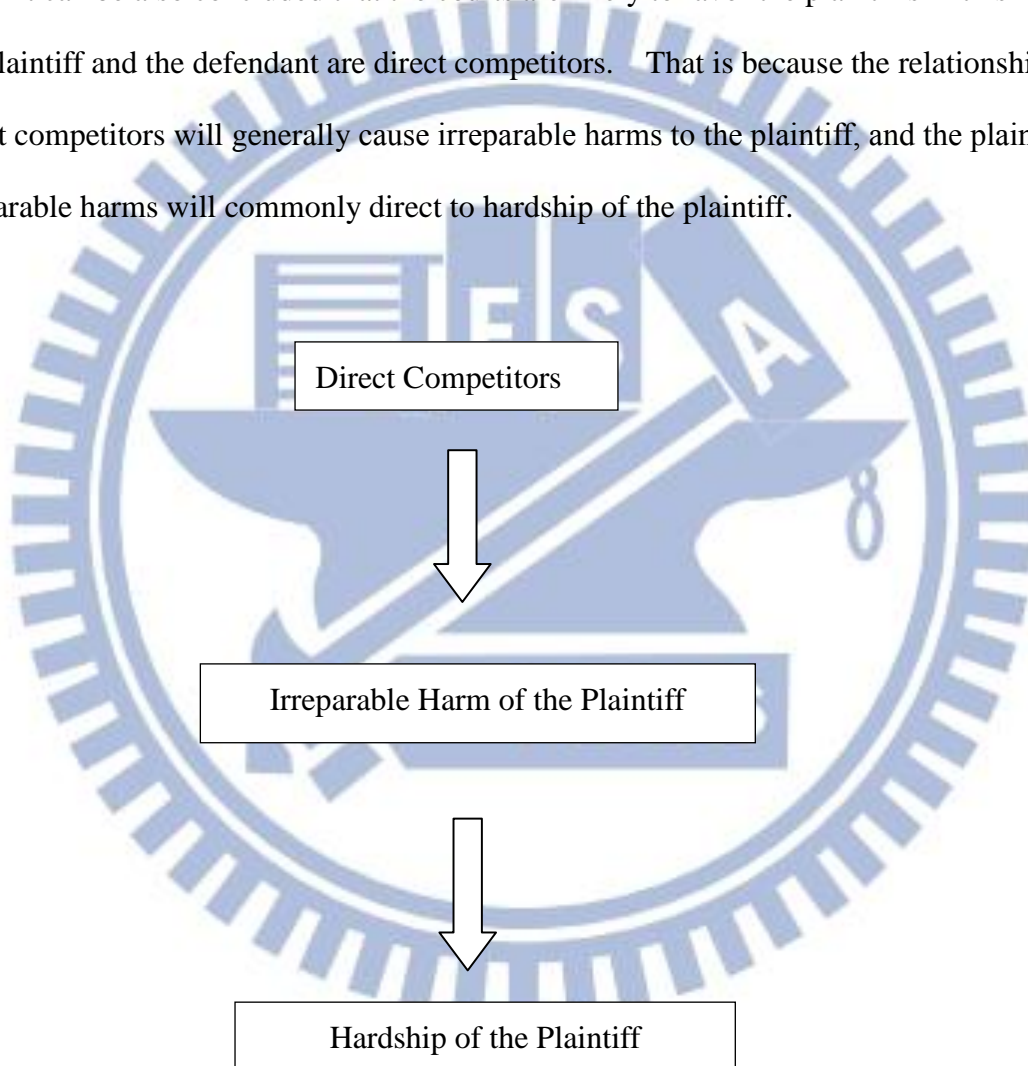 laintiff and the defendant are direct competitors. That is because the relationshi
t competitors will generally cause irreparable harms to the plaintiff, and the plain
arable harms will commonly direct to hardship of the plaintiff.
E S A
Direct Competitors
8
Irreparable Harm of the Plaintiff
Hardship of the Plaintiff